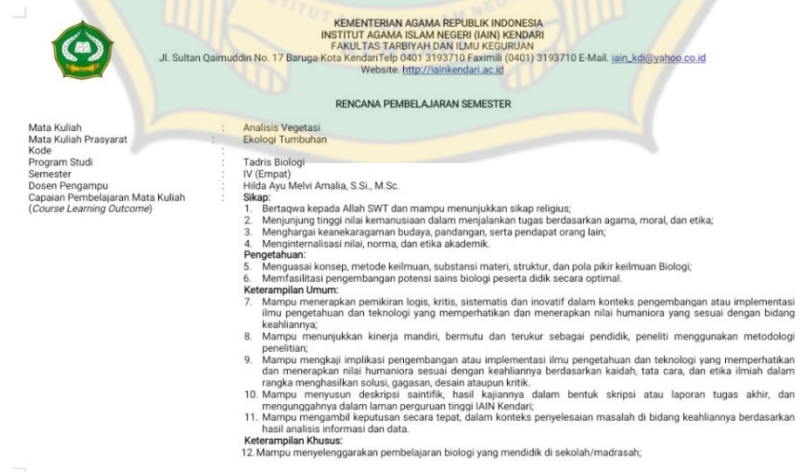 KEMENTERIAN AGAMA REPUBLIK INDONESIA
INSTITUT AGAMA ISLAM NEGERI (IAIN) KENDARI
FAKULTAS TARBIYAH DAN ILMU KEGURUAN
Jl. Sultan Qaimuddin No. 17 Baruga-Kota KendariTelp 0401 3193710 Faximili (0401) 3193710 E-Mail. iain_kdi@yahoo.co.id
Website. http://iainkendari.ac.id
RENCANA PEMBELAJARAN SEMESTER
Mata Kuliah : Analisis Vegetasi
Mata Kuliah Prasyarat : Ekologi Tumbuhan
Kode :
Program Studi : Tadris Biologi
Semester : IV (Empat)
Dosen Pengampu : Hilda Ayu Melvi Amalia, S.Si., M.Sc.
Capaian Pembelajaran Mata Kuliah : Sikap:
(Course Learning Outcome) 1. Bertaqwa kepada Allah SWT dan mampu menunjukkan sikap religius;
2. Menjunjung tinggi nilai kemanusiaan dalam menjalankan tugas berdasarkan agama, moral, dan etika;
3. Menghargai keanekaragaman budaya, pandangan, serta pendapat orang lain;
4. Menginternalisasi nilai, norma, dan etika akademik.
Pengetahuan:
5. Menguasai konsep, metode keilmuan, substansi materi, struktur, dan pola pikir keilmuan Biologi;
6. Memfasilitasi pengembangan potensi sains biologi peserta didik secara optimal.
Keterampilan Umum:
7. Mampu menerapkan pemikiran logis, kritis, sistematis dan inovatif dalam konteks pengembangan atau implementasi
ilmu pengetahuan dan teknologi yang memperhatikan dan menerapkan nilai humaniora yang sesuai dengan bidang
keahliannya;
8. Mampu menunjukkan kinerja mandiri, bermutu dan terukur sebagai pendidik, peneliti menggunakan metodologi
penelitian;
9. Mampu mengkaji implikasi pengembangan atau implementasi ilmu pengetahuan dan teknologi yang memperhatikan
dan menerapkan nilai humaniora sesuai dengan keahliannya berdasarkan kaidah, tata cara, dan etika ilmiah dalam
rangka menghasilkan solusi, gagasan, desain ataupun kritik.
10. Mampu menyusun deskripsi saintifik, hasil kajiannya dalam bentuk skripsi atau laporan tugas akhir, dan
mengunggahnya dalam laman perguruan tinggi IAIN Kendari;
11. Mampu mengambil keputusan secara tepat, dalam konteks penyelesaian masalah di bidang keahliannya berdasarkan
hasil analisis informasi dan data.
Keterampilan Khusus:
12. Mampu menyelenggarakan pembelajaran biologi yang mendidik di sekolah/madrasah;